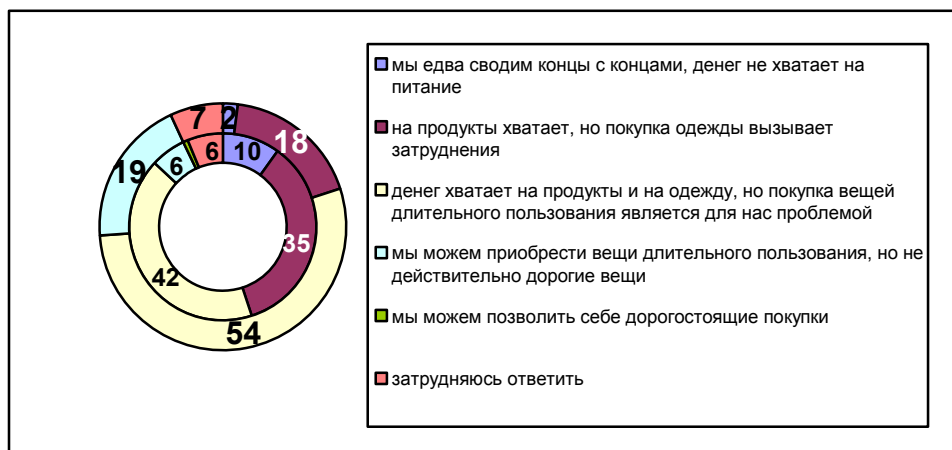 мы едва сводим концы с концами, денег не хватает на
питание
на продукты хватает, но покупка одежды вызывает
затруднения
денег хватает на продукты и на одежду, но покупка вещей
длительного пользования является для нас проблемой
мы можем приобрести вещи длительного пользования, но не
действительно дорогие вещи
мы можем позволить себе дорогостоящие покупки
затрудняюсь ответить
7
2
18
6
10
19
6
35
42
54